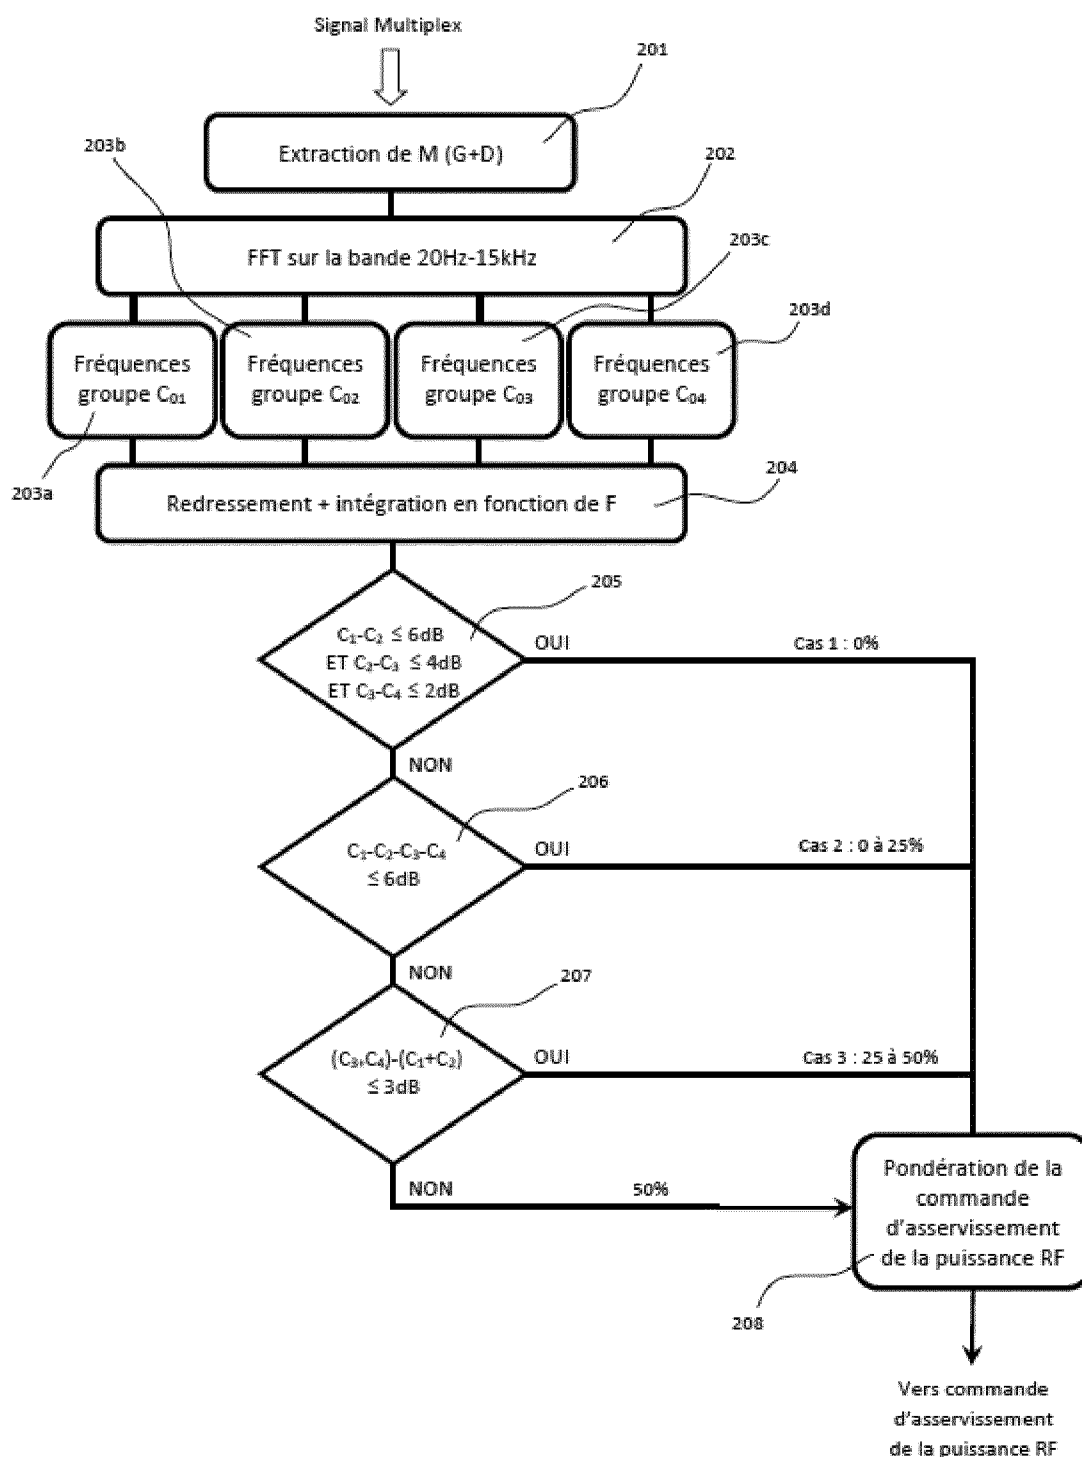 Signal Multiplex
201
Extraction de M (G+D)
203b
202
FFT sur la bande 20Hz-15kHz
203c
203d
Fréquences
groupe C₀₁
Fréquences
groupe C₀₂
Fréquences
groupe C₀₃
Fréquences
groupe C₀₄
203a
204
Redressement + intégration en fonction de F
205
C₁-C₂ ≤ 6dB
ET C₂-C₃ ≤ 4dB
ET C₃-C₄ ≤ 2dB
OUI
Cas 1 : 0%
NON
206
C₁-C₂-C₃-C₄
≤ 6dB
OUI
Cas 2 : 0 à 25%
NON
207
(C₃+C₄)-(C₁+C₂)
≤ 3dB
OUI
Cas 3 : 25 à 50%
NON
50%
Pondération de la
commande
d'asservissement
de la puissance RF
208
Vers commande
d'asservissement
de la puissance RF